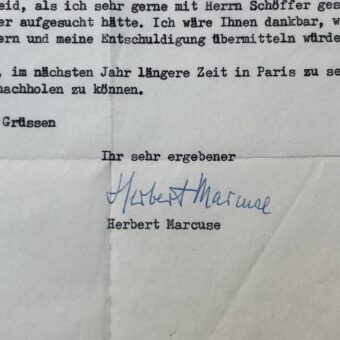 eid, als ich sehr gerne mit Herrn Schöffer ges
er aufgesucht hätte. Ich wäre Ihnen dankbar, w
ern und meine Entschuldigung übermitteln würde
, im nächsten Jahr längere Zeit in Paris zu se
nachholen zu können.
Grüssen
Ihr sehr ergebener
Herbert Marcuse
Herbert Marcuse